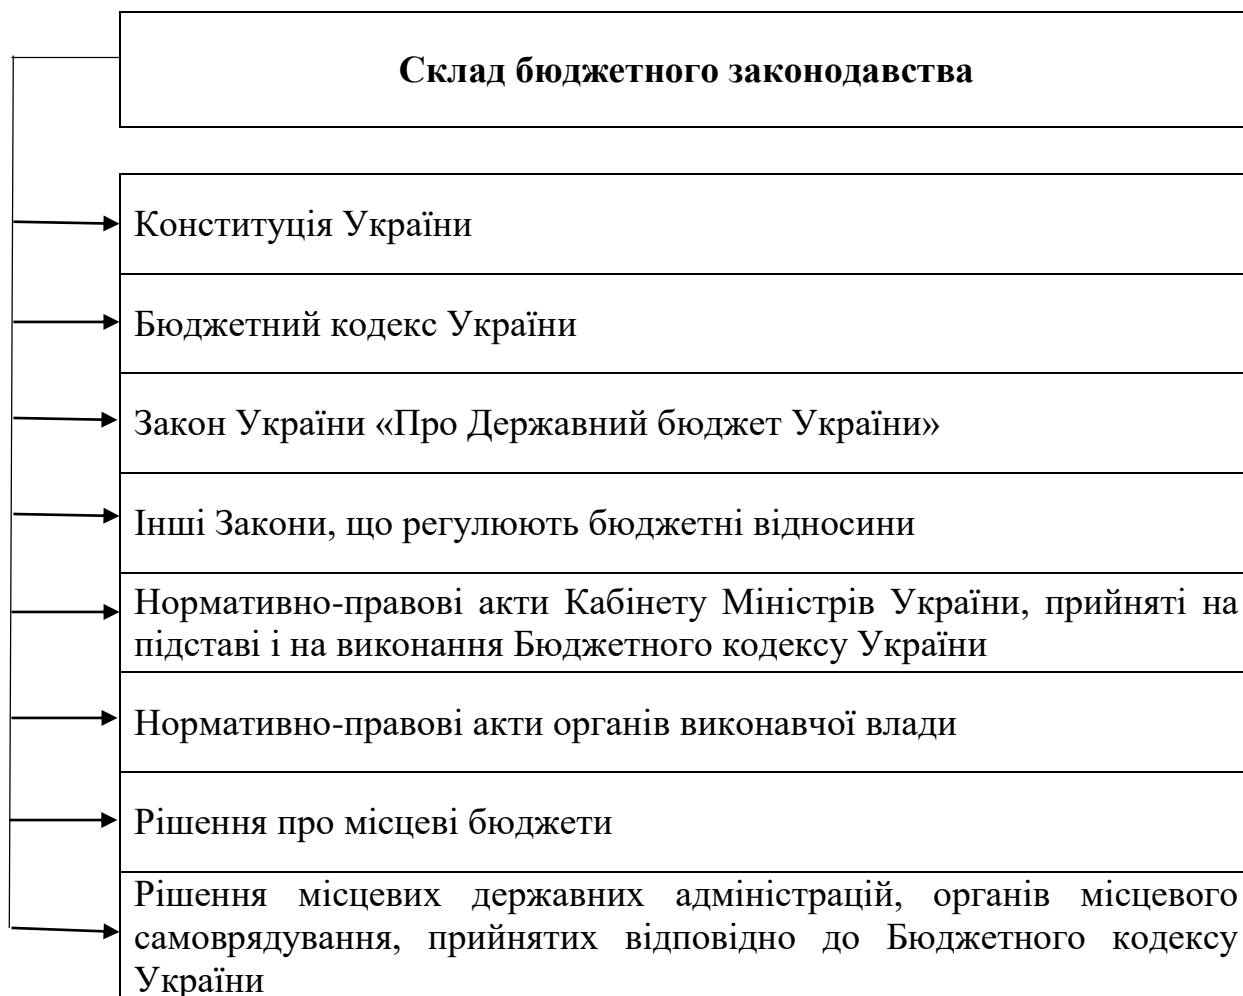 Склад бюджетного законодавства
Конституція України
Бюджетний кодекс України
Закон України «Про Державний бюджет України»
Інші Закони, що регулюють бюджетні відносини
Нормативно-правові акти Кабінету Міністрів України, прийняті на
підставі і на виконання Бюджетного кодексу України
Нормативно-правові акти органів виконавчої влади
Рішення про місцеві бюджети
Рішення місцевих державних адміністрацій, органів місцевого
самоврядування, прийнятих відповідно до Бюджетного кодексу
України